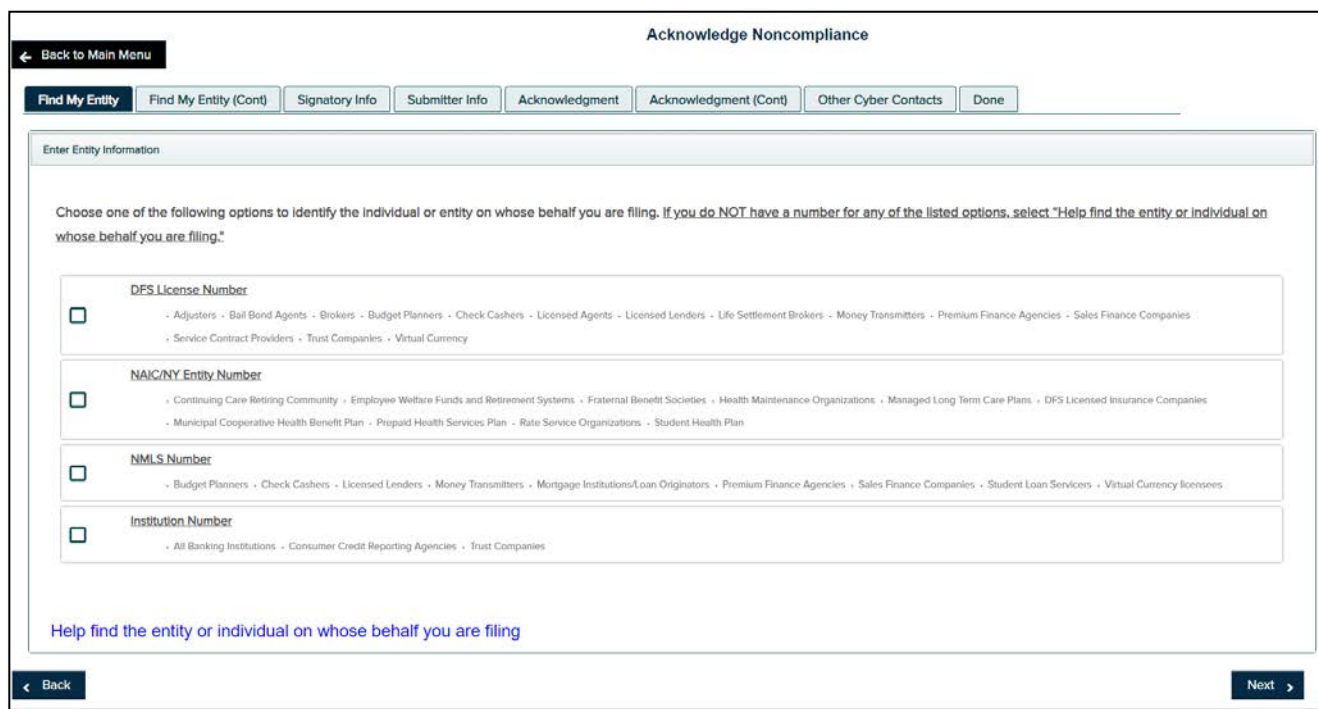 Acknowledge Noncompliance
← Back to Main Menu
Find My Entity Find My Entity (Cont) Signatory Info Submitter Info Acknowledgment Acknowledgment (Cont) Other Cyber Contacts Done
Enter Entity Information
Choose one of the following options to identify the individual or entity on whose behalf you are filing. If you do NOT have a number for any of the listed options, select "Help find the entity or individual on
whose behalf you are filing."
DFS License Number
• Adjusters • Bail Bond Agents • Brokers • Budget Planners • Check Cashers • Licensed Agents • Licensed Lenders • Life Settlement Brokers • Money Transmitters • Premium Finance Agencies • Sales Finance Companies
• Service Contract Providers • Trust Companies • Virtual Currency
NAIC/NY Entity Number
• Continuing Care Retiring Community • Employee Welfare Funds and Retirement Systems • Fraternal Benefit Societies • Health Maintenance Organizations • Managed Long Term Care Plans • DFS Licensed Insurance Companies
• Municipal Cooperative Health Benefit Plan • Prepaid Health Services Plan • Rate Service Organizations • Student Health Plan
NMLS Number
• Budget Planners • Check Cashers • Licensed Lenders • Money Transmitters • Mortgage Institutions/Loan Originators • Premium Finance Agencies • Sales Finance Companies • Student Loan Servicers • Virtual Currency licensees
Institution Number
• All Banking Institutions • Consumer Credit Reporting Agencies • Trust Companies
Help find the entity or individual on whose behalf you are filing
‹ Back Next ›